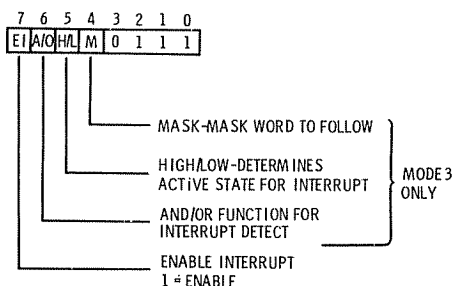 7 6 5 4 3 2 1 0
EI A/O H/L M 0 1 1 1
MASK-MASK WORD TO FOLLOW
HIGH/LOW-DETERMINES
ACTIVE STATE FOR INTERRUPT
MODE 3
ONLY
AND/OR FUNCTION FOR
INTERRUPT DETECT
ENABLE INTERRUPT
1 = ENABLE